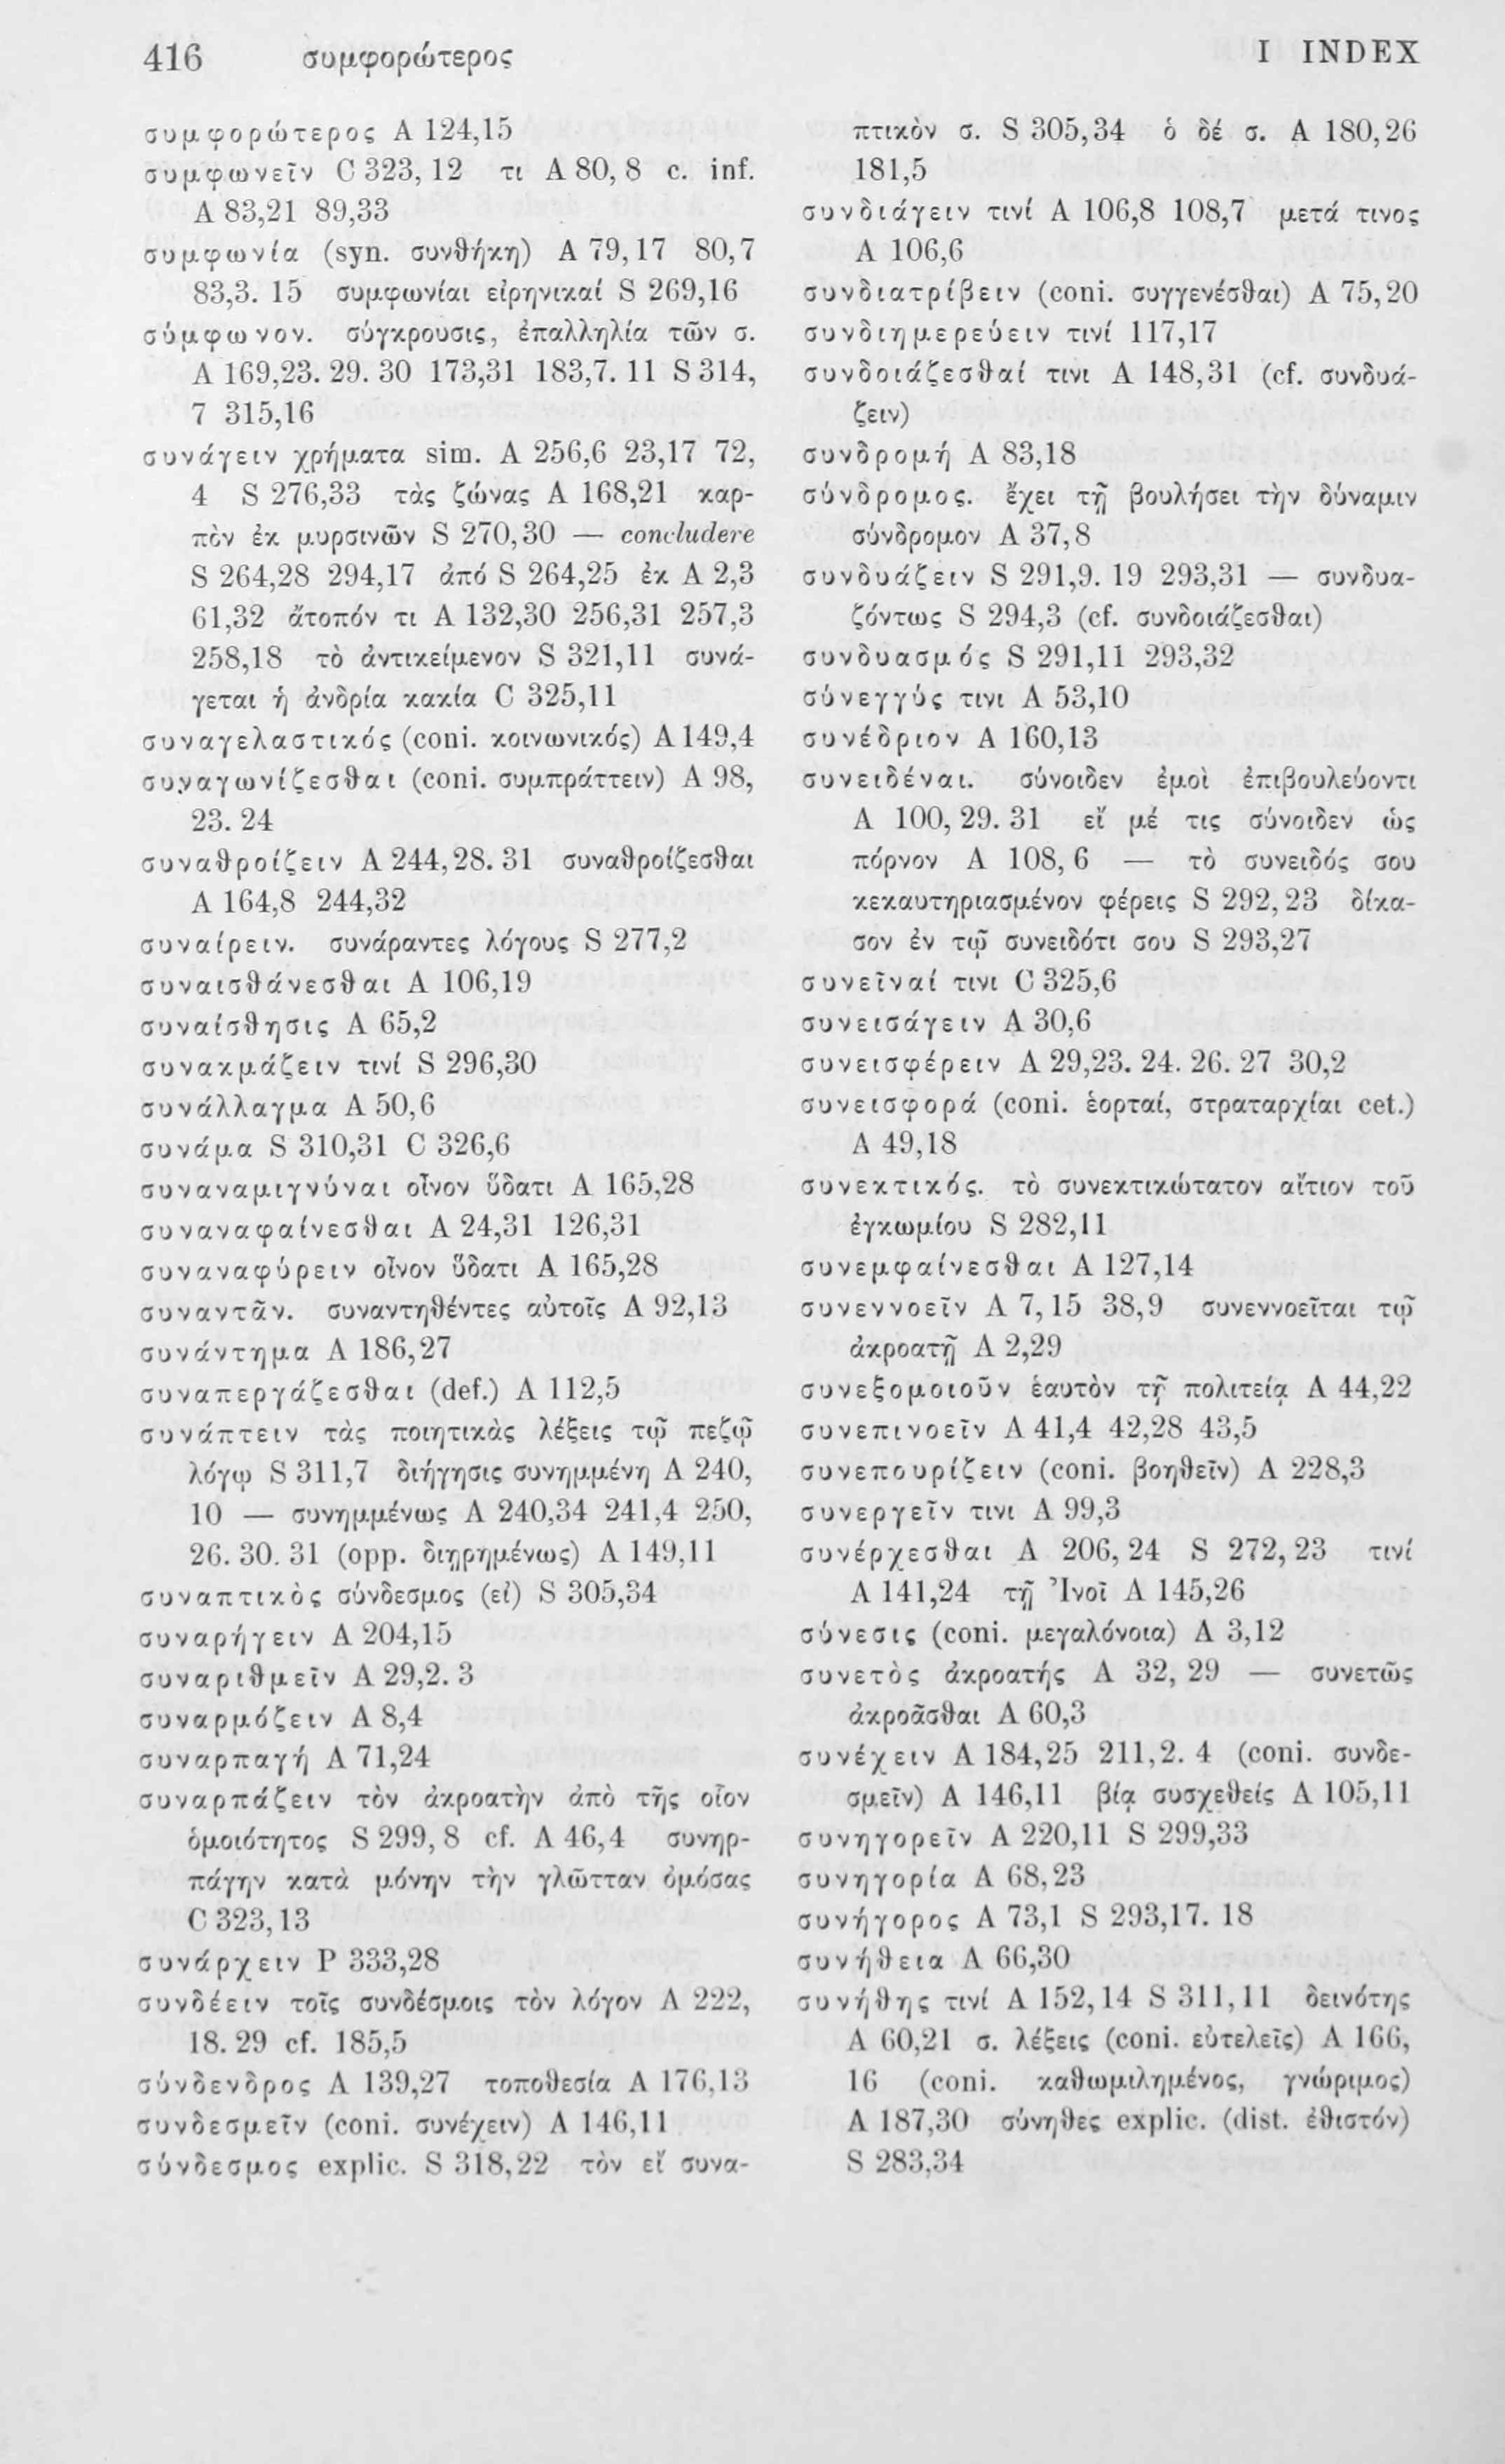 416 συμφορώτερος I INDEX
συμφορώτερος A 124,15
συμφωνεῖν C 323, 12 τι A 80, 8 c. inf.
A 83,21 89,33
συμφωνία (syn. συνθήκη) A 79,17 80,7
83,3. 15 συμφωνίαι εἰρηνικαί S 269,16
σύμφωνον. σύγκρουσις, ἐπαλληλία τῶν σ.
A 169,23. 29. 30 173,31 183,7. 11 S 314,
7 315,16
συνάγειν χρήματα sim. A 256,6 23,17 72,
4 S 276,33 τὰς ζώνας A 168,21 καρ-
πὸν ἐκ μυρσινῶν S 270,30 — concludere
S 264,28 294,17 ἀπό S 264,25 ἐκ A 2,3
61,32 ἄτοπόν τι A 132,30 256,31 257,3
258,18 τὸ ἀντικείμενον S 321,11 συνά-
γεται ἡ ἀνδρία κακία C 325,11
συναγελαστικός (coni. κοινωνικός) A 149,4
συναγωνίζεσθαι (coni. συμπράττειν) A 98,
23. 24
συναθροίζειν A 244,28. 31 συναθροίζεσθαι
A 164,8 244,32
συναίρειν. συνάραντες λόγους S 277,2
συναισθάνεσθαι A 106,19
συναίσθησις A 65,2
συνακμάζειν τινί S 296,30
συνάλλαγμα A 50,6
συνάμα S 310,31 C 326,6
συναναμιγνύναι οἶνον ὕδατι A 165,28
συναναφαίνεσθαι A 24,31 126,31
συναναφύρειν οἶνον ὕδατι A 165,28
συναντᾶν. συναντηθέντες αὐτοῖς A 92,13
συνάντημα A 186,27
συναπεργάζεσθαι (def.) A 112,5
συνάπτειν τὰς ποιητικὰς λέξεις τῷ πεζῷ
λόγῳ S 311,7 διήγησις συνημμένη A 240,
10 — συνημμένως A 240,34 241,4 250,
26. 30. 31 (opp. διῃρημένως) A 149,11
συναπτικὸς σύνδεσμος (εἰ) S 305,34
συναρήγειν A 204,15
συναριθμεῖν A 29,2. 3
συναρμόζειν A 8,4
συναρπαγή A 71,24
συναρπάζειν τὸν ἀκροατὴν ἀπὸ τῆς οἷον
ὁμοιότητος S 299, 8 cf. A 46,4 συνηρ-
πάγην κατὰ μόνην τὴν γλῶτταν ὀμόσας
C 323,13
συνάρχειν P 333,28
συνδέειν τοῖς συνδέσμοις τὸν λόγον A 222,
18. 29 cf. 185,5
σύνδενδρος A 139,27 τοποθεσία A 176,13
συνδεσμεῖν (coni. συνέχειν) A 146,11
σύνδεσμος explic. S 318,22 τὸν εἴ συνα-
πτικὸν σ. S 305,34 ὁ δέ σ. A 180,26
181,5
συνδιάγειν τινί A 106,8 108,7 μετά τινος
A 106,6
συνδιατρίβειν (coni. συγγενέσθαι) A 75,20
συνδιημερεύειν τινί 117,17
συνδοιάζεσθαί τινι A 148,31 (cf. συνδυά-
ζειν)
συνδρομή A 83,18
σύνδρομος. ἔχει τῇ βουλήσει τὴν δύναμιν
σύνδρομον A 37,8
συνδυάζειν S 291,9. 19 293,31 — συνδυα-
ζόντως S 294,3 (cf. συνδοιάζεσθαι)
συνδυασμός S 291,11 293,32
σύνεγγύς τινι A 53,10
συνέδριον A 160,13
συνειδέναι. σύνοιδεν ἐμοὶ ἐπιβουλεύοντι
A 100, 29. 31 εἴ μέ τις σύνοιδεν ὡς
πόρνον A 108, 6 — τὸ συνειδός σου
κεκαυτηριασμένον φέρεις S 292, 23 δίκα-
σον ἐν τῷ συνειδότι σου S 293,27
συνεῖναί τινι C 325,6
συνεισάγειν A 30,6
συνεισφέρειν A 29,23. 24. 26. 27 30,2
συνεισφορά (coni. ἑορταί, στραταρχίαι cet.)
A 49,18
συνεκτικός. τὸ συνεκτικώτατον αἴτιον τοῦ
ἐγκωμίου S 282,11
συνεμφαίνεσθαι A 127,14
συνεννοεῖν A 7, 15 38,9 συνεννοεῖται τῷ
ἀκροατῇ A 2,29
συνεξομοιοῦν ἑαυτὸν τῇ πολιτείᾳ A 44,22
συνεπινοεῖν A 41,4 42,28 43,5
συνεπουρίζειν (coni. βοηθεῖν) A 228,3
συνεργεῖν τινι A 99,3
συνέρχεσθαι A 206, 24 S 272, 23 τινί
A 141,24 τῇ Ἰνοῖ A 145,26
σύνεσις (coni. μεγαλόνοια) A 3,12
συνετὸς ἀκροατής A 32, 29 — συνετῶς
ἀκροᾶσθαι A 60,3
συνέχειν A 184,25 211,2. 4 (coni. συνδε-
σμεῖν) A 146,11 βίᾳ συσχεθείς A 105,11
συνηγορεῖν A 220,11 S 299,33
συνηγορία A 68,23
συνήγορος A 73,1 S 293,17. 18
συνήθεια A 66,30
συνήθης τινί A 152,14 S 311,11 δεινότης
A 60,21 σ. λέξεις (coni. εὐτελεῖς) A 166,
16 (coni. καθωμιλημένος, γνώριμος)
A 187,30 σύνηθες explic. (dist. ἐθιστόν)
S 283,34